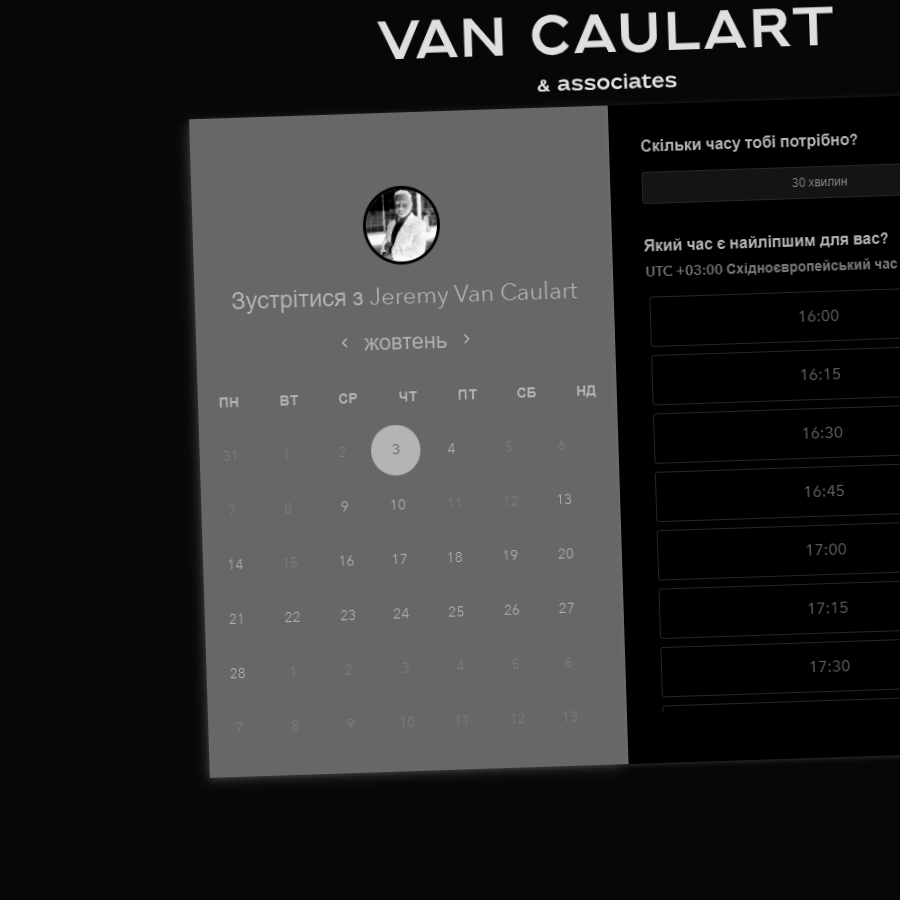 VAN CAULART
& associates
Зустрітися з Jeremy Van Caulart
жовтень
ПН ВТ СР ЧТ ПТ СБ НД
31 1 2 3 4 5 6
7 8 9 10 11 12 13
14 15 16 17 18 19 20
21 22 23 24 25 26 27
28 1 2 3 4 5 6
7 8 9 10 11 12 13
Скільки часу тобі потрібно?
30 хвилин
Який час є найліпшим для вас?
UTC +03:00 Східноєвропейський час
16:00
16:15
16:30
16:45
17:00
17:15
17:30